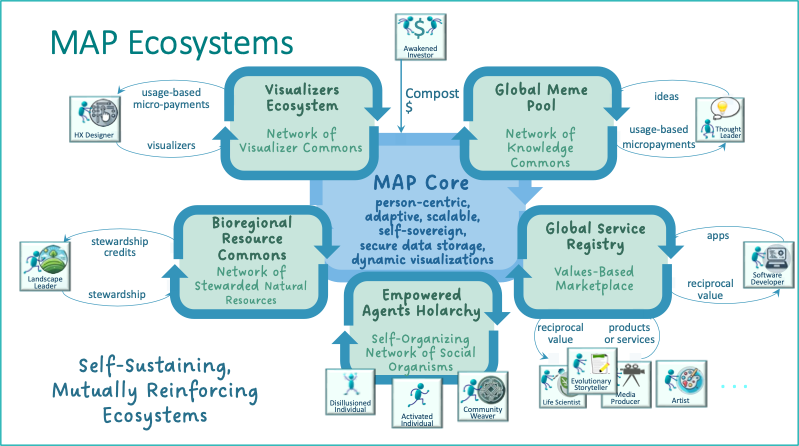 MAP Ecosystems
$
Awakened
Investor
Compost
$
Visualizers
Ecosystem
Network of
Visualizer Commons
usage-based
micro-payments
HX Designer
visualizers
Global Meme
Pool
Network of
Knowledge
Commons
ideas
Thought
Leader
usage-based
micropayments
MAP Core
person-centric,
adaptive, scalable,
self-sovereign,
secure data storage,
dynamic visualizations
Bioregional
Resource
Commons
Network of
Stewarded Natural
Resources
stewardship
credits
Landscape
Leader
stewardship
Global Service
Registry
Values-Based
Marketplace
apps
Software
Developer
reciprocal
value
Empowered
Agents Holarchy
Self-Organizing
Network of Social
Organisms
Disillusioned
Individual
Activated
Individual
Community
Weaver
reciprocal
value
products
or services
Life Scientist
Evolutionary
Storyteller
Media
Producer
Artist
...
Self-Sustaining,
Mutually Reinforcing
Ecosystems